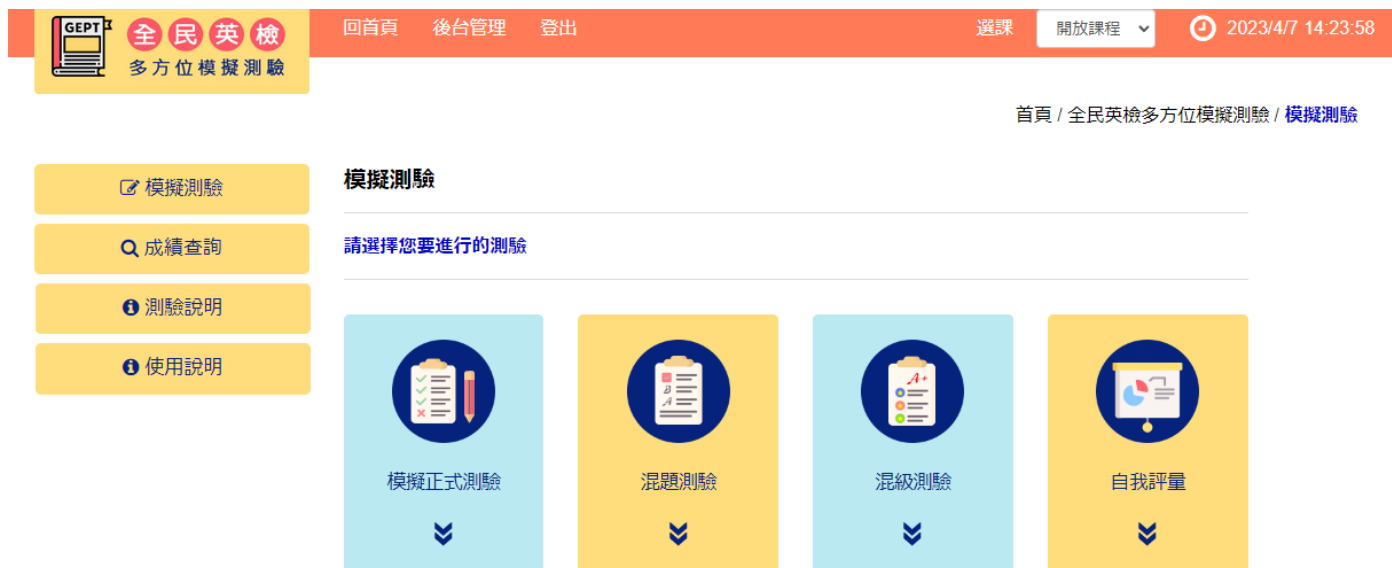 GEPT
全民英檢
多方位模擬測驗
回首頁 後台管理 登出 選課 開放課程 2023/4/7 14:23:58
首頁 / 全民英檢多方位模擬測驗 / 模擬測驗
模擬測驗
成績查詢
測驗說明
使用說明
模擬測驗
請選擇您要進行的測驗
模擬正式測驗
B
A
混題測驗
A+
混級測驗
自我評量